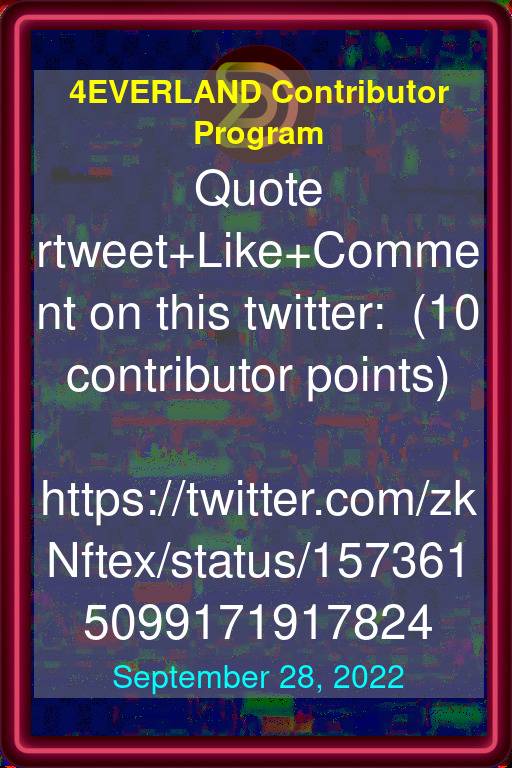 4EVERLAND Contributor
Program
Quote
rtweet+Like+Comme
nt on this twitter:  (10
contributor points)
https://twitter.com/zk
Nftex/status/157361
5099171917824
September 28, 2022